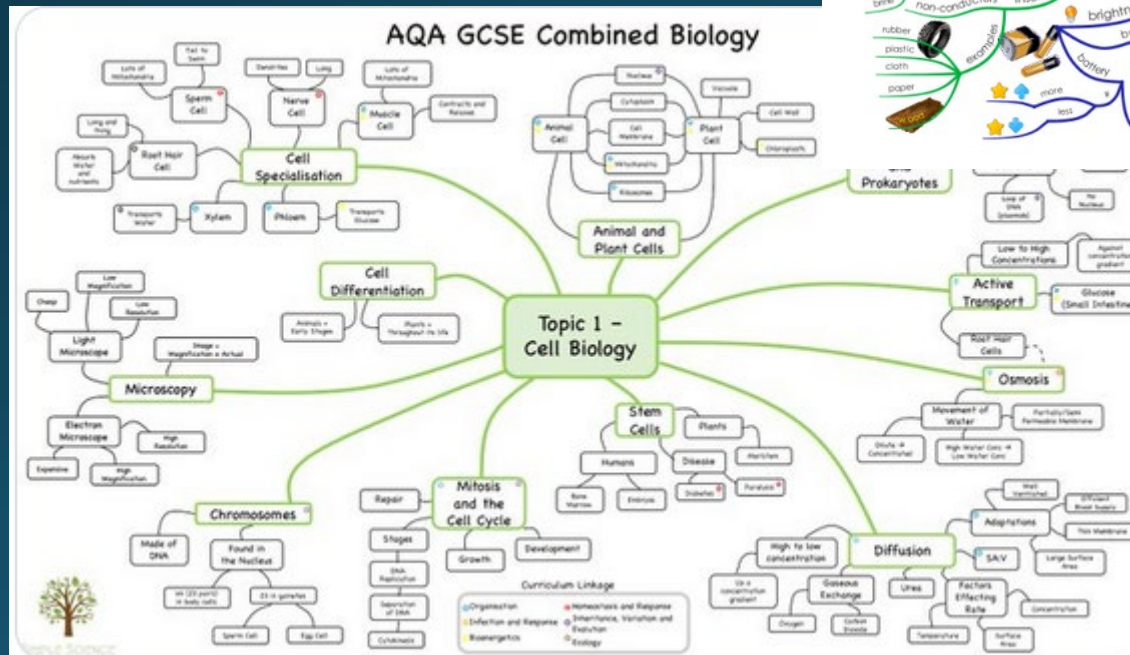 AQA GCSE Combined Biology
non-conductors
examples
rubber
plastic
cloth
paper
wood
battery
more
less
Tail to
Swim
Lots of
Mitochondria
Sperm
Cell
Dendrites
Long
Nerve
Cell
Lots of
Mitochondria
Muscle
Cell
Contracts and
Long and
Thin
Root Hair
Cell
Absorb
Water
and
nutrients
Cell
Specialisation
Transports
Water
Xylem
Phloem
Transports
Glucose
Nucleus
Cytoplasm
Cell
Membrane
Mitochondria
Ribosomes
Animal
Cell
Plant
Cell
Vacuole
Cell Wall
Chloroplasts
Animal and
Plant Cells
Prokaryotes
Loop of
DNA
(plasmids)
No
Nucleus
Cell
Differentiation
Animals =
Early Stages
Plants =
Throughout its life
Topic 1 –
Cell Biology
Low to High
Concentrations
Against
concentration
gradient
Active
Transport
Glucose
(Small Intestine
Root Hair
Cells
Osmosis
Movement of
Water
Partially/Semi
Permeable Membrane
Dilute →
Concentrated
High Water Conc →
Low Water Conc
Cheap
Low
Magnification
Low
Resolution
Light
Microscope
Image =
Magnification x Actual
Microscopy
Electron
Microscope
High
Resolution
Expensive
High
Magnification
Stem
Cells
Plants
Meristem
Humans
Bone
Marrow
Embryos
Disease
Diabetes
Paralysis
Chromosomes
Made of
DNA
Found in
the Nucleus
46 (23 pairs)
in body cells
23 in gametes
Sperm Cell
Egg Cell
Mitosis
and the
Cell Cycle
Repair
Stages
DNA
Replication
Separation
of DNA
Cytokinesis
Growth
Development
Diffusion
High to low
concentration
Gaseous
Exchange
Oxygen
Carbon
Dioxide
Urea
SA:V
Adaptations
Well
Ventilated
Efficient
Blood Supply
Thin Membrane
Large Surface
Area
Factors
Effecting
Rate
Concentration
Temperature
Surface
Area
Curriculum Linkage
Organisation
Infection and Response
Bioenergetics
Homeostasis and Response
Inheritance, Variation and
Evolution
Ecology